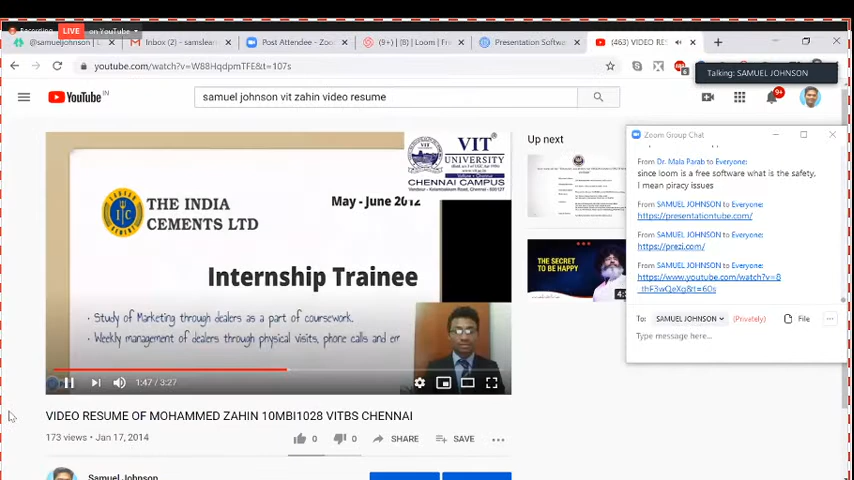 Recording
LIVE on YouTube
@samueljohnson
Inbox (2) - samslearn
Post Attendee - Zoo
(9+) | (8) | Loom | Fr
Presentation Softwa
(463) VIDEO RES
youtube.com/watch?v=W88HqdpmTFE&t=107s
Talking: SAMUEL JOHNSON
YouTube IN
samuel johnson vit zahin video resume
9+
VIT
UNIVERSITY
CHENNAI CAMPUS
THE INDIA
CEMENTS LTD
May - June 2012
Internship Trainee
· Study of Marketing through dealers as a part of coursework.
· Weekly management of dealers through physical visits, phone calls and em
1:47 / 3:27
Up next
THE SECRET
TO BE HAPPY
Zoom Group Chat
From Dr. Mala Parab to Everyone:
since loom is a free software what is the safety,
I mean piracy issues
From SAMUEL JOHNSON to Everyone:
https://presentationtube.com/
From SAMUEL JOHNSON to Everyone:
https://prezi.com/
From SAMUEL JOHNSON to Everyone:
https://www.youtube.com/watch?v=8
_thF3wQeXg&t=60s
To: SAMUEL JOHNSON (Privately) File
Type message here...
VIDEO RESUME OF MOHAMMED ZAHIN 10MBI1028 VITBS CHENNAI
173 views • Jan 17, 2014
0 0 SHARE SAVE
Samuel Johnson